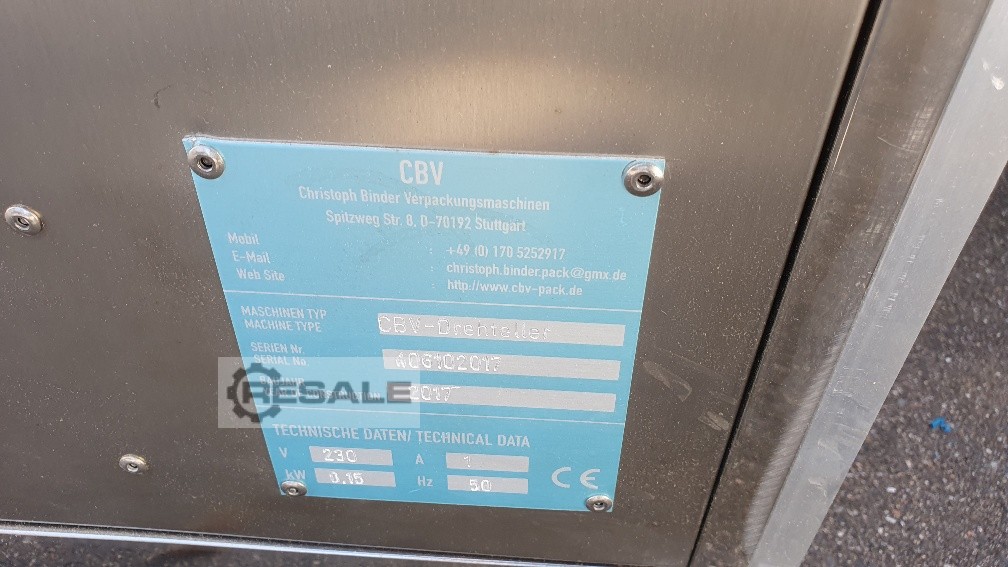 CBV
Christoph Binder Verpackungsmaschinen
Spitzweg Str. 8, D-70192 Stuttgart
Mobil : +49 (0) 170 5252917
E-Mail : christoph.binder.pack@gmx.de
Web Site : http://www.cbv-pack.de
MASCHINEN TYP
MACHINE TYPE
CBV-Drehteller
SERIEN Nr.
SERIAL No.
406102017
2017
RESALE
TECHNISCHE DATEN/ TECHNICAL DATA
V 230 A 1
kW 0.15 Hz 50
CE